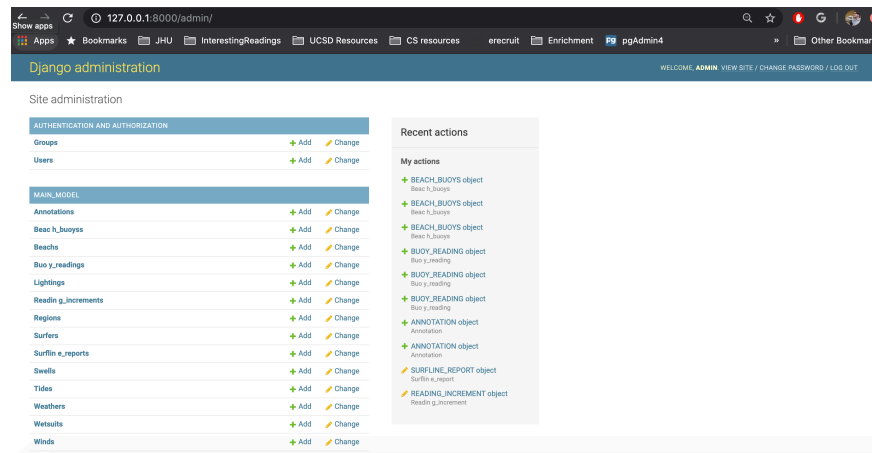 Show apps
127.0.0.1:8000/admin/
Apps Bookmarks JHU InterestingReadings UCSD Resources CS resources erecruit Enrichment pg pgAdmin4 » Other Bookmar
Django administration
WELCOME, ADMIN. VIEW SITE / CHANGE PASSWORD / LOG OUT
Site administration
AUTHENTICATION AND AUTHORIZATION
Groups Add Change
Users Add Change
MAIN_MODEL
Annotations Add Change
Beac h_buoyss Add Change
Beachs Add Change
Buo y_readings Add Change
Lightings Add Change
Readin g_increments Add Change
Regions Add Change
Surfers Add Change
Surflin e_reports Add Change
Swells Add Change
Tides Add Change
Weathers Add Change
Wetsuits Add Change
Winds Add Change
Recent actions
My actions
BEACH_BUOYS object
Beac h_buoys
BEACH_BUOYS object
Beac h_buoys
BEACH_BUOYS object
Beac h_buoys
BUOY_READING object
Buo y_reading
BUOY_READING object
Buo y_reading
BUOY_READING object
Buo y_reading
ANNOTATION object
Annotation
ANNOTATION object
Annotation
SURFLINE_REPORT object
Surflin e_report
READING_INCREMENT object
Readin g_increment